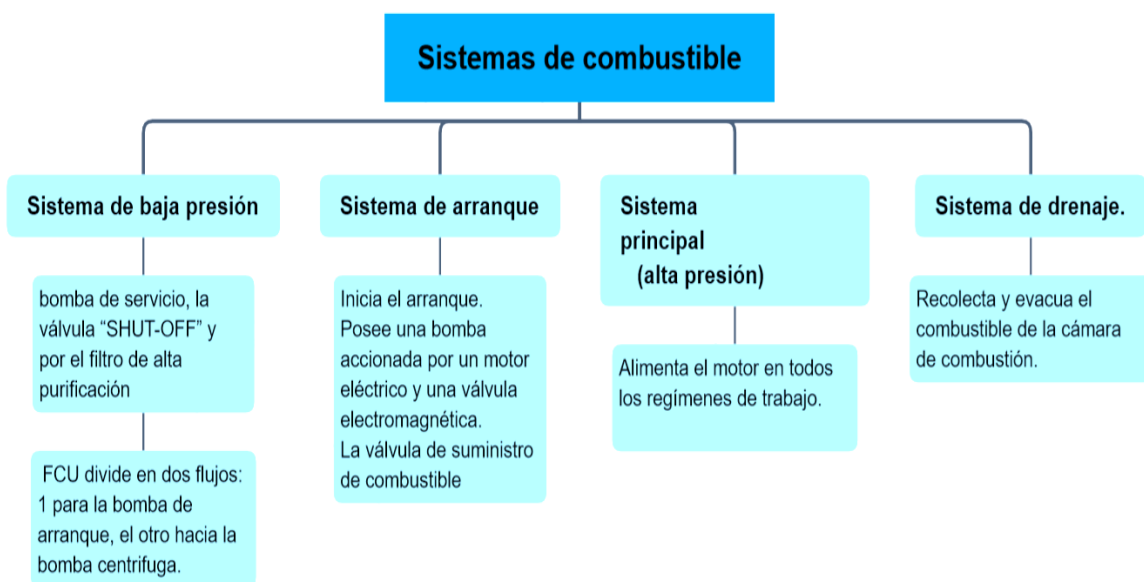 Sistemas de combustible
Sistema de baja presión
bomba de servicio, la
válvula “SHUT-OFF” y
por el filtro de alta
purificación
FCU divide en dos flujos:
1 para la bomba de
arranque, el otro hacia la
bomba centrifuga.
Sistema de arranque
Inicia el arranque.
Posee una bomba
accionada por un motor
eléctrico y una válvula
electromagnética.
La válvula de suministro
de combustible
Sistema
principal
(alta presión)
Alimenta el motor en todos
los regímenes de trabajo.
Sistema de drenaje.
Recolecta y evacua el
combustible de la cámara
de combustión.